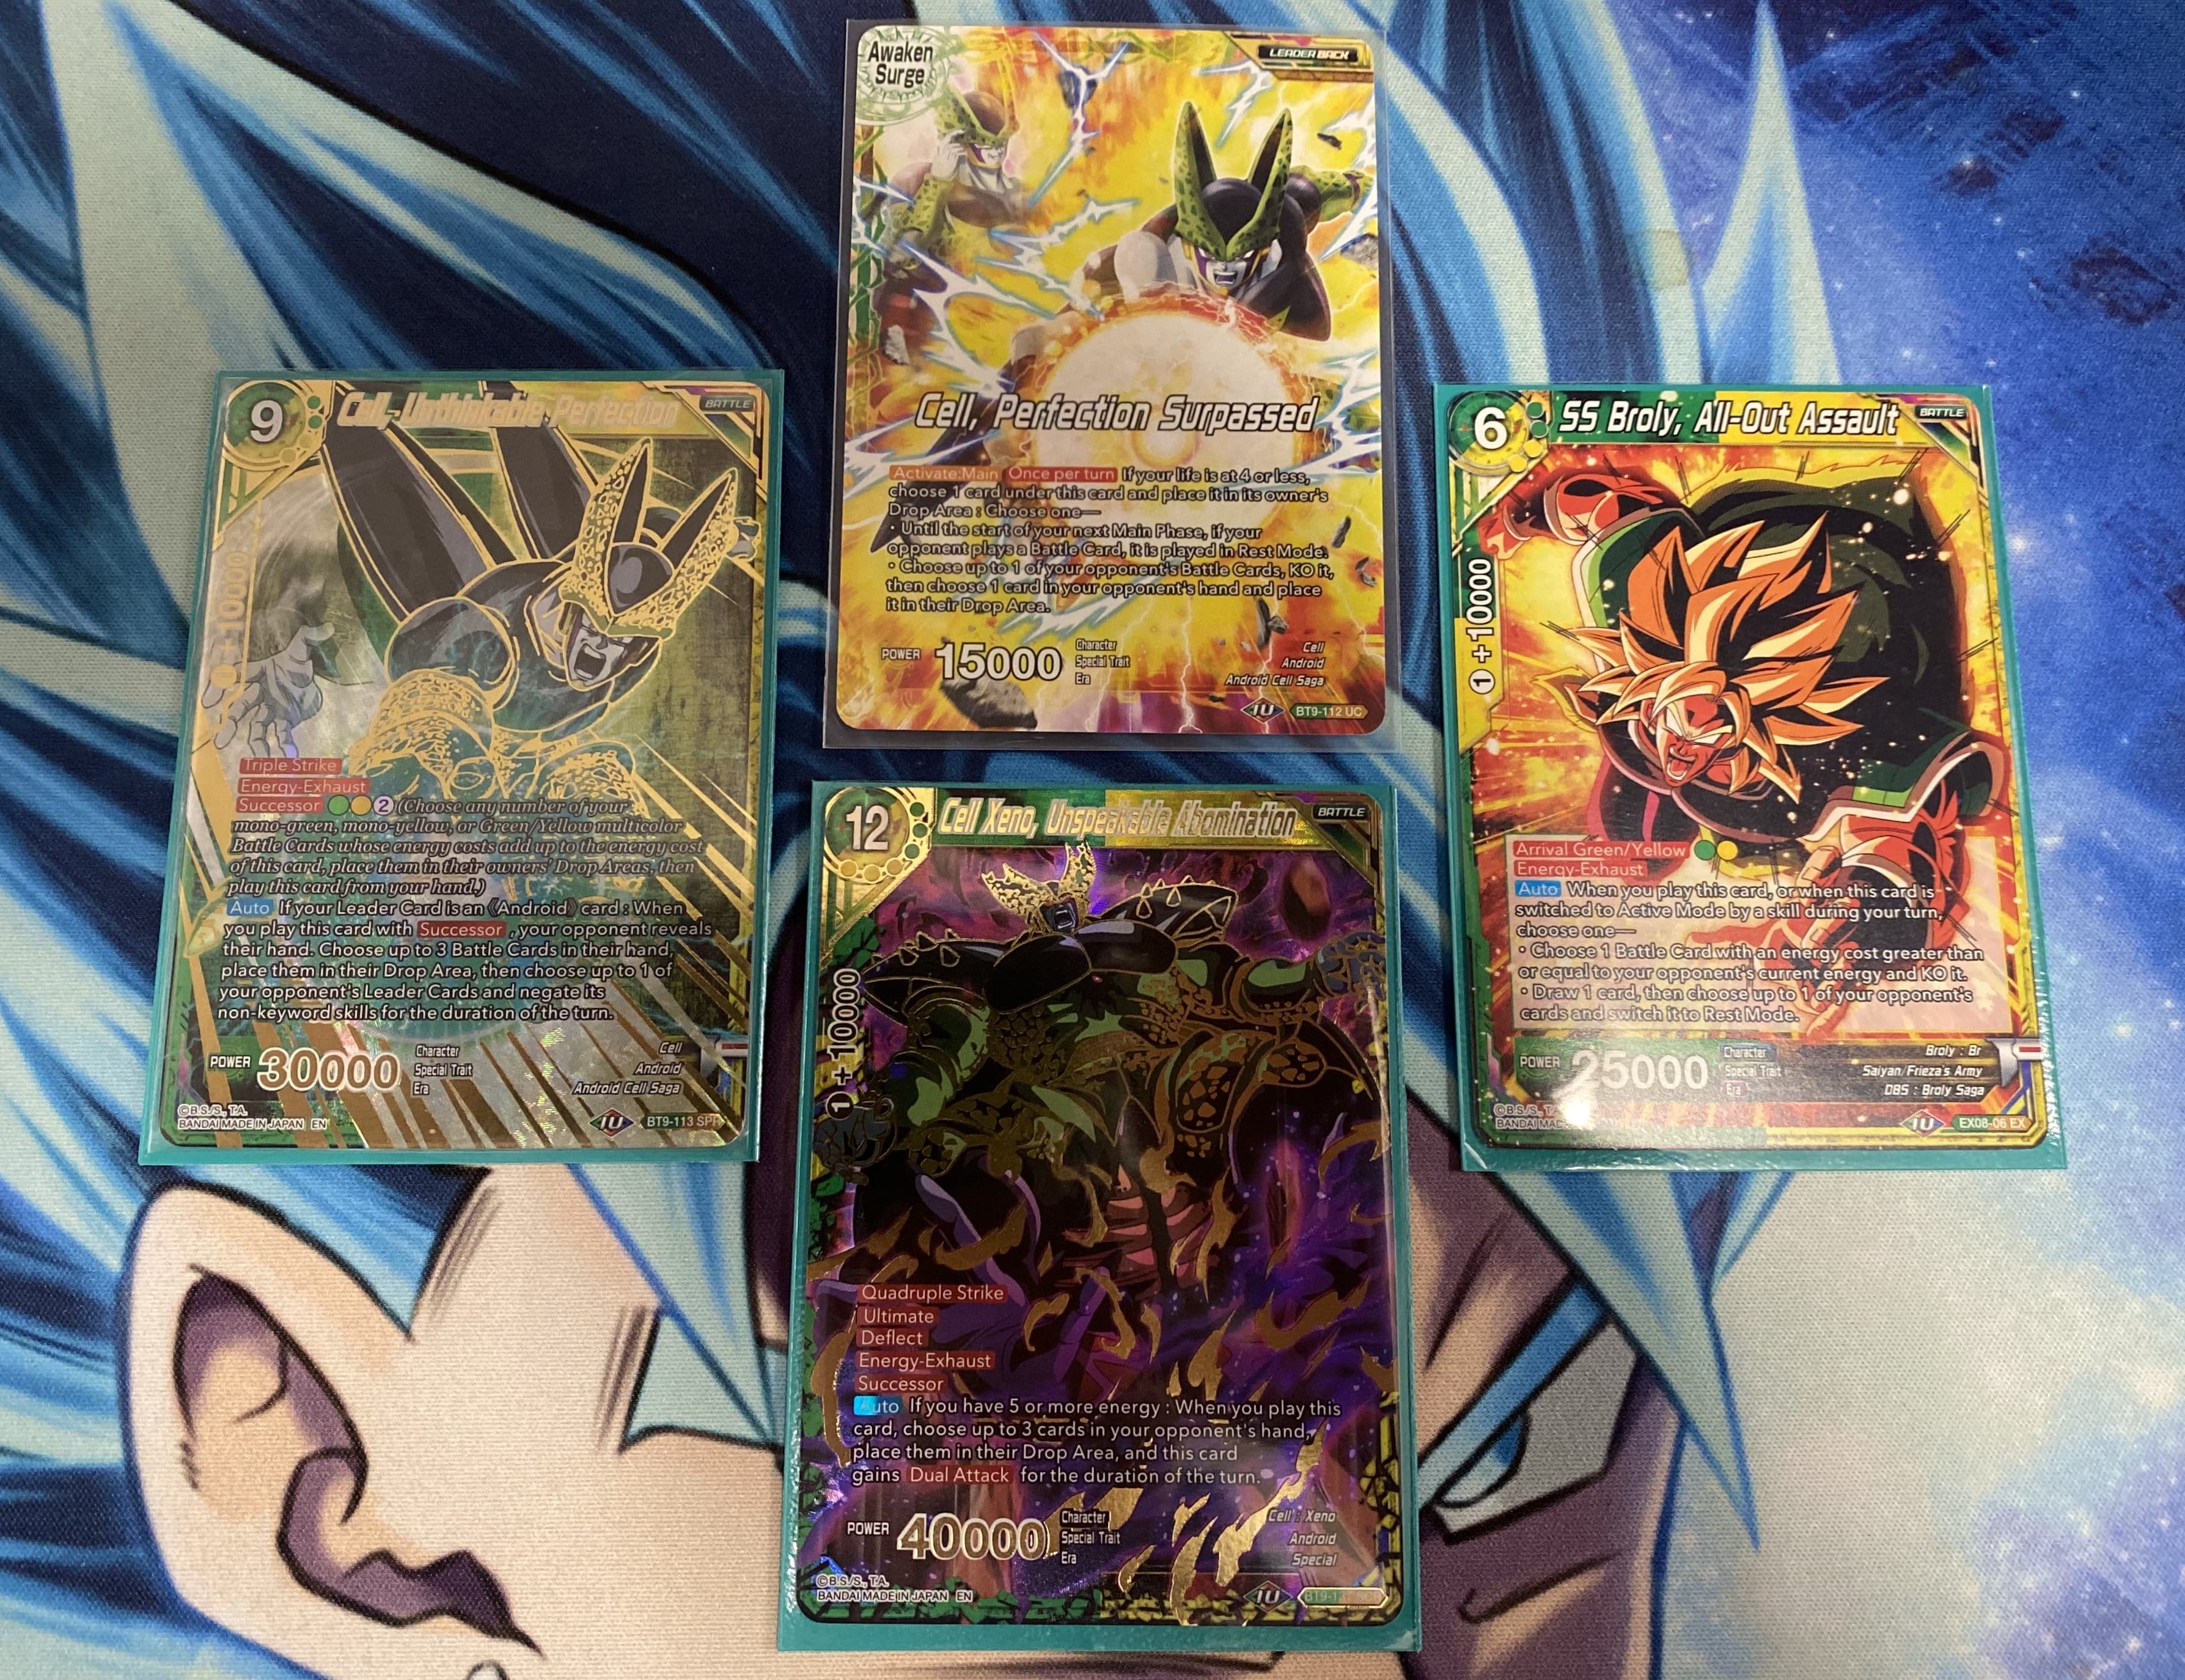 Awaken
Surge
LEADER BACK
Cell, Perfection Surpassed
Activate:Main Once per turn If your life is at 4 or less,
choose 1 card under this card and place it in its owner's
Drop Area : Choose one—
• Until the start of your next Main Phase, if your
opponent plays a Battle Card, it is played in Rest Mode.
• Choose up to 1 of your opponent's Battle Cards, KO it,
then choose 1 card in your opponent's hand and place
it in their Drop Area.
POWER 15000
Character Cell
Special Trait Android
Era Android Cell Saga
1U BT9-112 UC
9
Cell, Unthinkable Perfection
BATTLE
+10000
Triple Strike
Energy-Exhaust
Successor 2 (Choose any number of your
mono-green, mono-yellow, or Green/Yellow multicolor
Battle Cards whose energy costs add up to the energy cost
of this card, place them in their owners' Drop Areas, then
play this card from your hand.)
Auto If your Leader Card is an 《Android》 card : When
you play this card with Successor, your opponent reveals
their hand. Choose up to 3 Battle Cards in their hand,
place them in their Drop Area, then choose up to 1 of
your opponent's Leader Cards and negate its
non-keyword skills for the duration of the turn.
POWER 30000
Character Cell
Special Trait Android
Era Android Cell Saga
©B.S./S., T.A.
BANDAI MADE IN JAPAN EN
1U BT9-113 SPR
6
SS Broly, All-Out Assault
BATTLE
1 +10000
Arrival Green/Yellow
Energy-Exhaust
Auto When you play this card, or when this card is
switched to Active Mode by a skill during your turn,
choose one—
• Choose 1 Battle Card with an energy cost greater than
or equal to your opponent's current energy and KO it.
• Draw 1 card, then choose up to 1 of your opponent's
cards and switch it to Rest Mode.
POWER 25000
Character Broly : Br
Special Trait Saiyan/Frieza's Army
Era DBS : Broly Saga
©B.S./S., T.A.
BANDAI
1U EX08-06 EX
12
Cell Xeno, Unspeakable Abomination
BATTLE
1 +10000
Quadruple Strike
Ultimate
Deflect
Energy-Exhaust
Successor
Auto If you have 5 or more energy : When you play this
card, choose up to 3 cards in your opponent's hand,
place them in their Drop Area, and this card
gains Dual Attack for the duration of the turn.
POWER 40000
Character Cell : Xeno
Special Trait Android
Era Special
©B.S./S., T.A.
BANDAI MADE IN JAPAN EN
1U